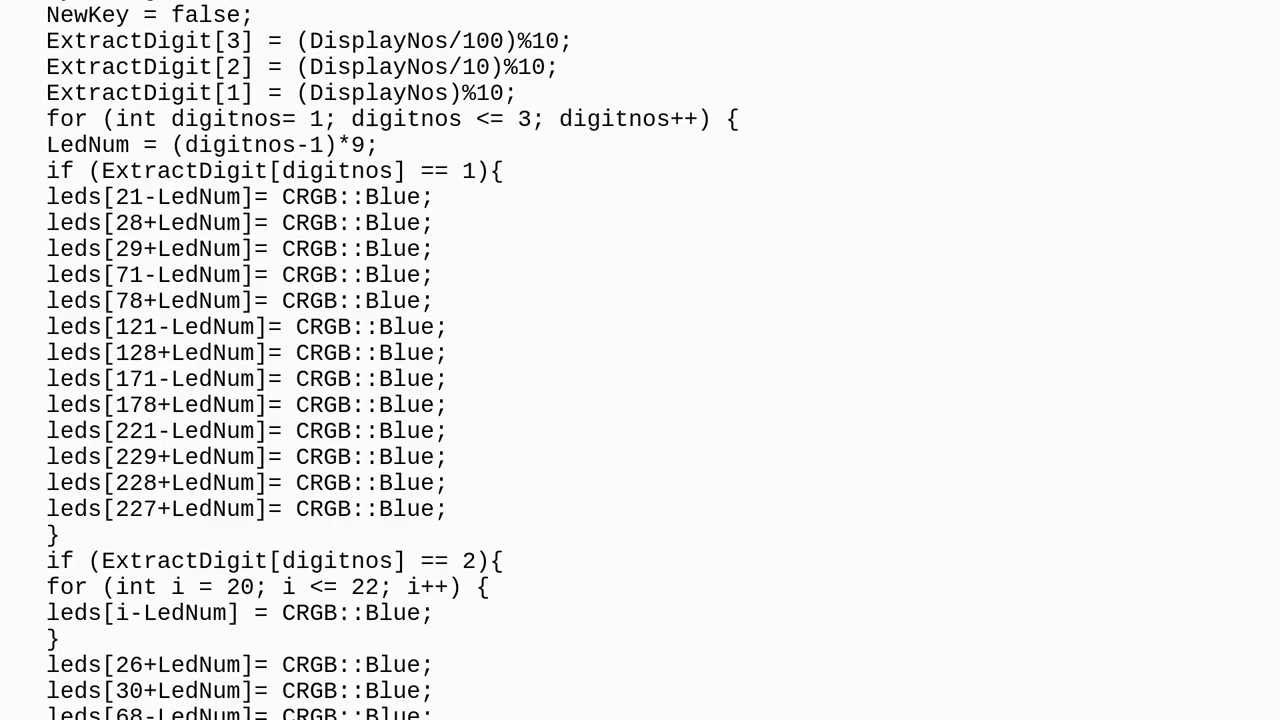 NewKey = false;
ExtractDigit[3] = (DisplayNos/100)%10;
ExtractDigit[2] = (DisplayNos/10)%10;
ExtractDigit[1] = (DisplayNos)%10;
for (int digitnos= 1; digitnos <= 3; digitnos++) {
LedNum = (digitnos-1)*9;
if (ExtractDigit[digitnos] == 1){
leds[21-LedNum]= CRGB::Blue;
leds[28+LedNum]= CRGB::Blue;
leds[29+LedNum]= CRGB::Blue;
leds[71-LedNum]= CRGB::Blue;
leds[78+LedNum]= CRGB::Blue;
leds[121-LedNum]= CRGB::Blue;
leds[128+LedNum]= CRGB::Blue;
leds[171-LedNum]= CRGB::Blue;
leds[178+LedNum]= CRGB::Blue;
leds[221-LedNum]= CRGB::Blue;
leds[229+LedNum]= CRGB::Blue;
leds[228+LedNum]= CRGB::Blue;
leds[227+LedNum]= CRGB::Blue;
}
if (ExtractDigit[digitnos] == 2){
for (int i = 20; i <= 22; i++) {
leds[i-LedNum] = CRGB::Blue;
}
leds[26+LedNum]= CRGB::Blue;
leds[30+LedNum]= CRGB::Blue;
leds[68-LedNum]= CRGB::Blue;